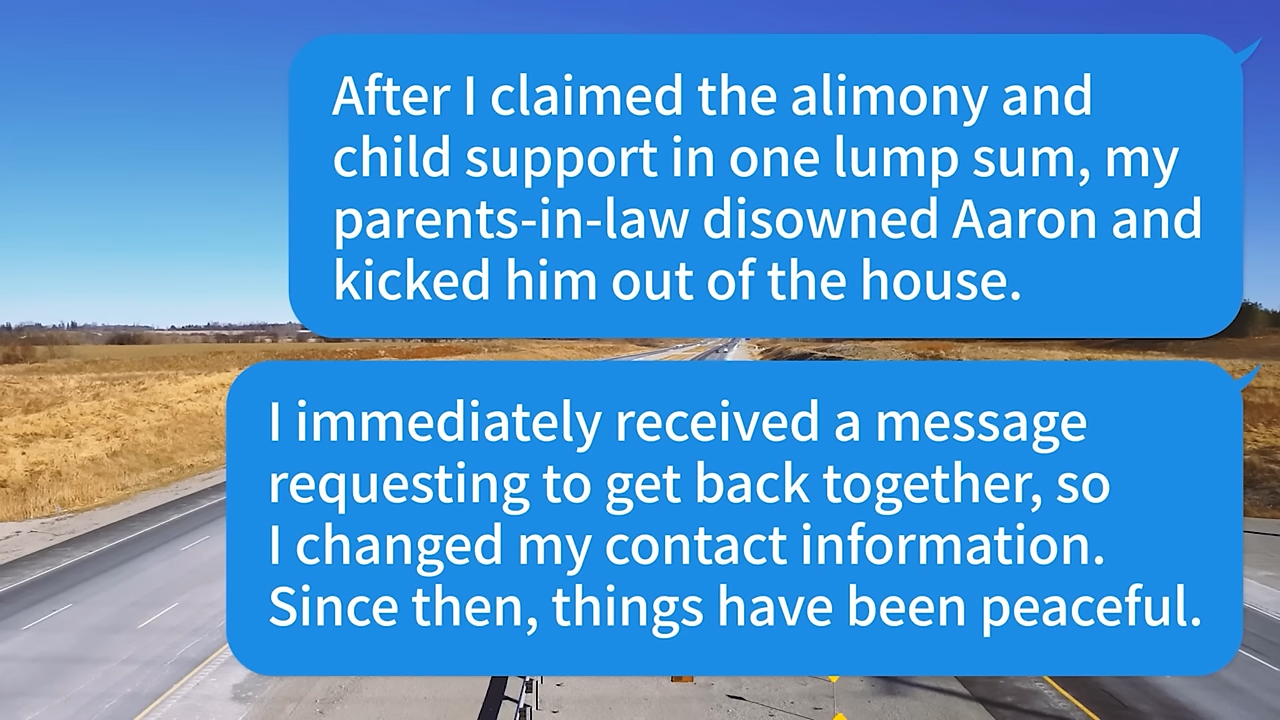 After I claimed the alimony and
child support in one lump sum, my
parents-in-law disowned Aaron and
kicked him out of the house.
I immediately received a message
requesting to get back together, so
I changed my contact information.
Since then, things have been peaceful.